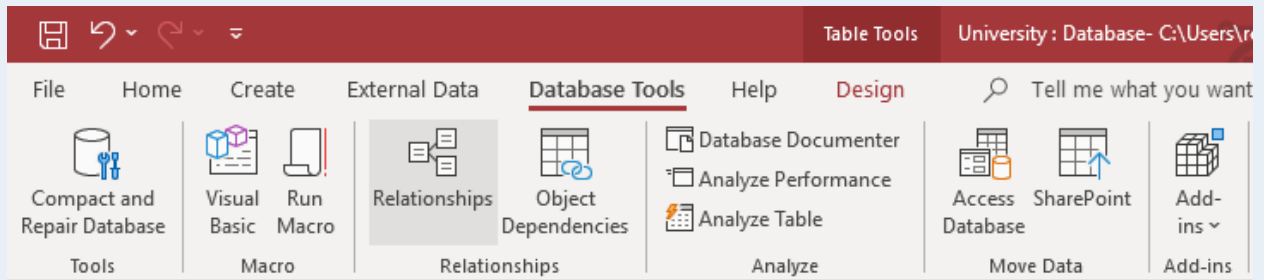 Table Tools
University : Database- C:\Users\r
File Home Create External Data Database Tools Help Design Tell me what you want
Compact and
Repair Database
Tools
Visual
Basic
Run
Macro
Macro
Relationships
Object
Dependencies
Relationships
Database Documenter
Analyze Performance
Analyze Table
Analyze
Access
Database
SharePoint
Move Data
Add-
ins
Add-ins